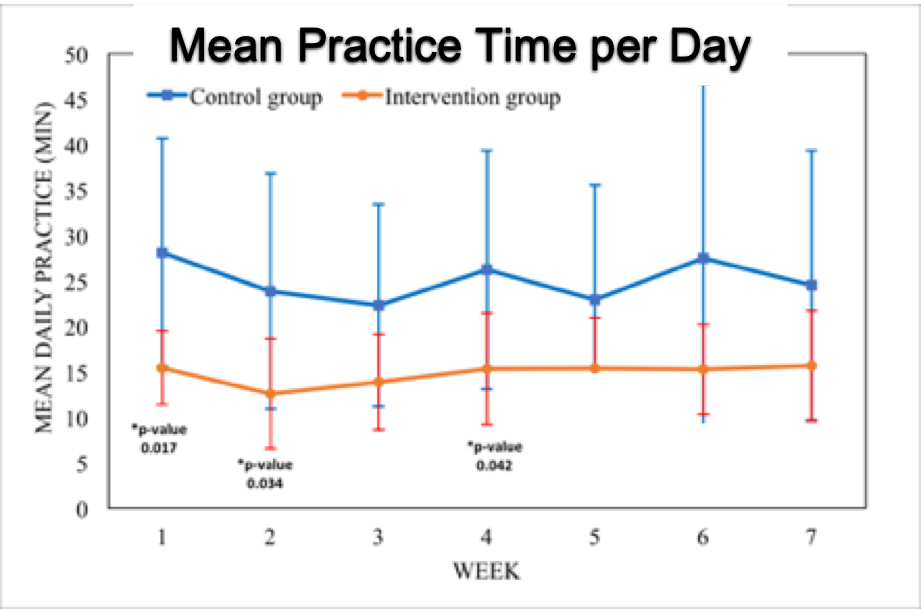 Mean Practice Time per Day
Control group Intervention group
MEAN DAILY PRACTICE (MIN)
50
45
40
35
30
25
20
15
10
5
0
*p-value
0.017
*p-value
0.034
*p-value
0.042
1 2 3 4 5 6 7
WEEK